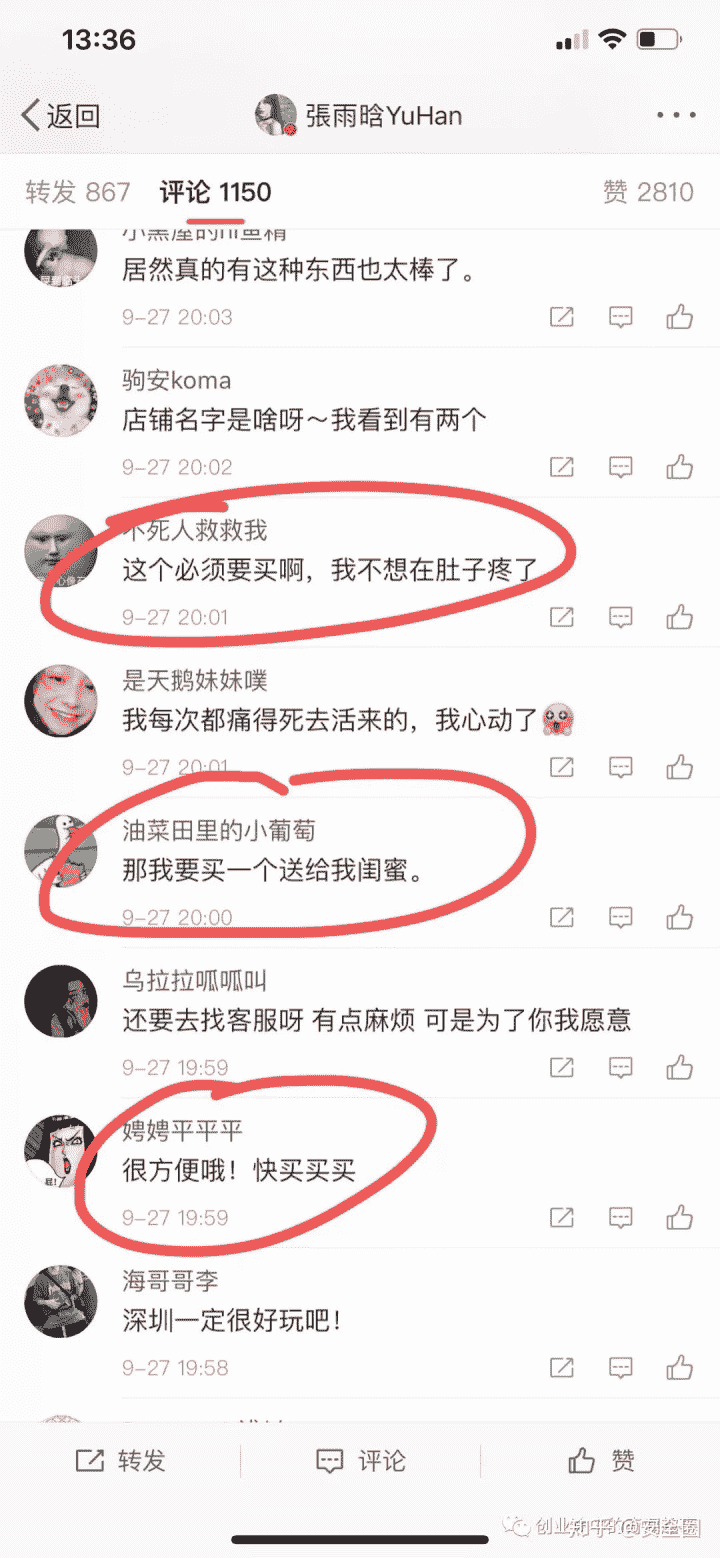 13:36
返回
張雨晗YuHan
转发 867
评论 1150
赞 2810
小黑屋的
居然真的有这种东西也太棒了。
9-27 20:03
驹安koma
店铺名字是啥呀～我看到有两个
9-27 20:02
不死人救救我
这个必须要买啊，我不想在肚子疼了
9-27 20:01
是天鹅妹妹噗
我每次都痛得死去活来的，我心动了
9-27 20:01
油菜田里的小葡萄
那我要买一个送给我闺蜜。
9-27 20:00
乌拉拉呱呱叫
还要去找客服呀 有点麻烦 可是为了你我愿意
9-27 19:59
娉娉平平平
很方便哦！快买买买
9-27 19:59
海哥哥李
深圳一定很好玩吧！
9-27 19:58
转发
评论
赞
知乎 @安全圈